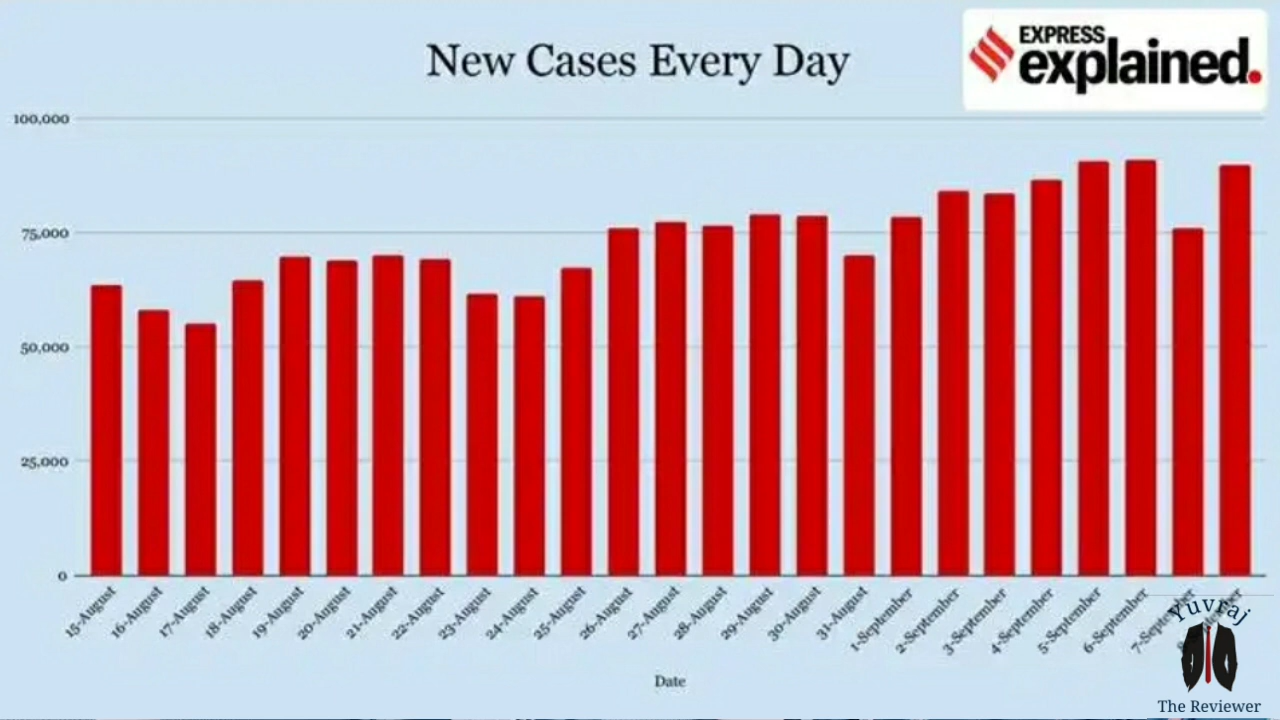 New Cases Every Day
EXPRESS
explained.
100,000
75,000
50,000
25,000
0
15-August
16-August
17-August
18-August
19-August
20-August
21-August
22-August
23-August
24-August
25-August
26-August
27-August
28-August
29-August
30-August
31-August
1-September
2-September
3-September
4-September
5-September
6-September
Date
Yuvraj
The Reviewer